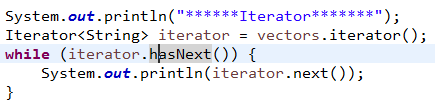 System.out.println("******Iterator*******");
Iterator<String> iterator = vectors.iterator();
while (iterator.hasNext()) {
    System.out.println(iterator.next());
}